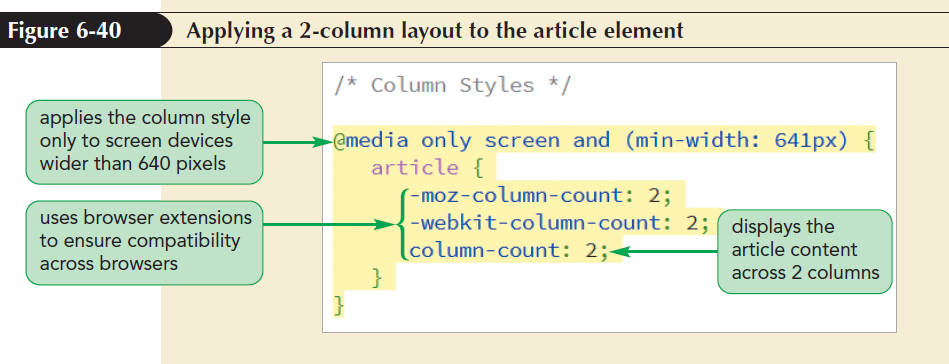 Figure 6-40 Applying a 2-column layout to the article element
/* Column Styles */
applies the column style
only to screen devices
wider than 640 pixels
@media only screen and (min-width: 641px) {
article {
-moz-column-count: 2;
-webkit-column-count: 2;
column-count: 2;
}
}
uses browser extensions
to ensure compatibility
across browsers
displays the
article content
across 2 columns